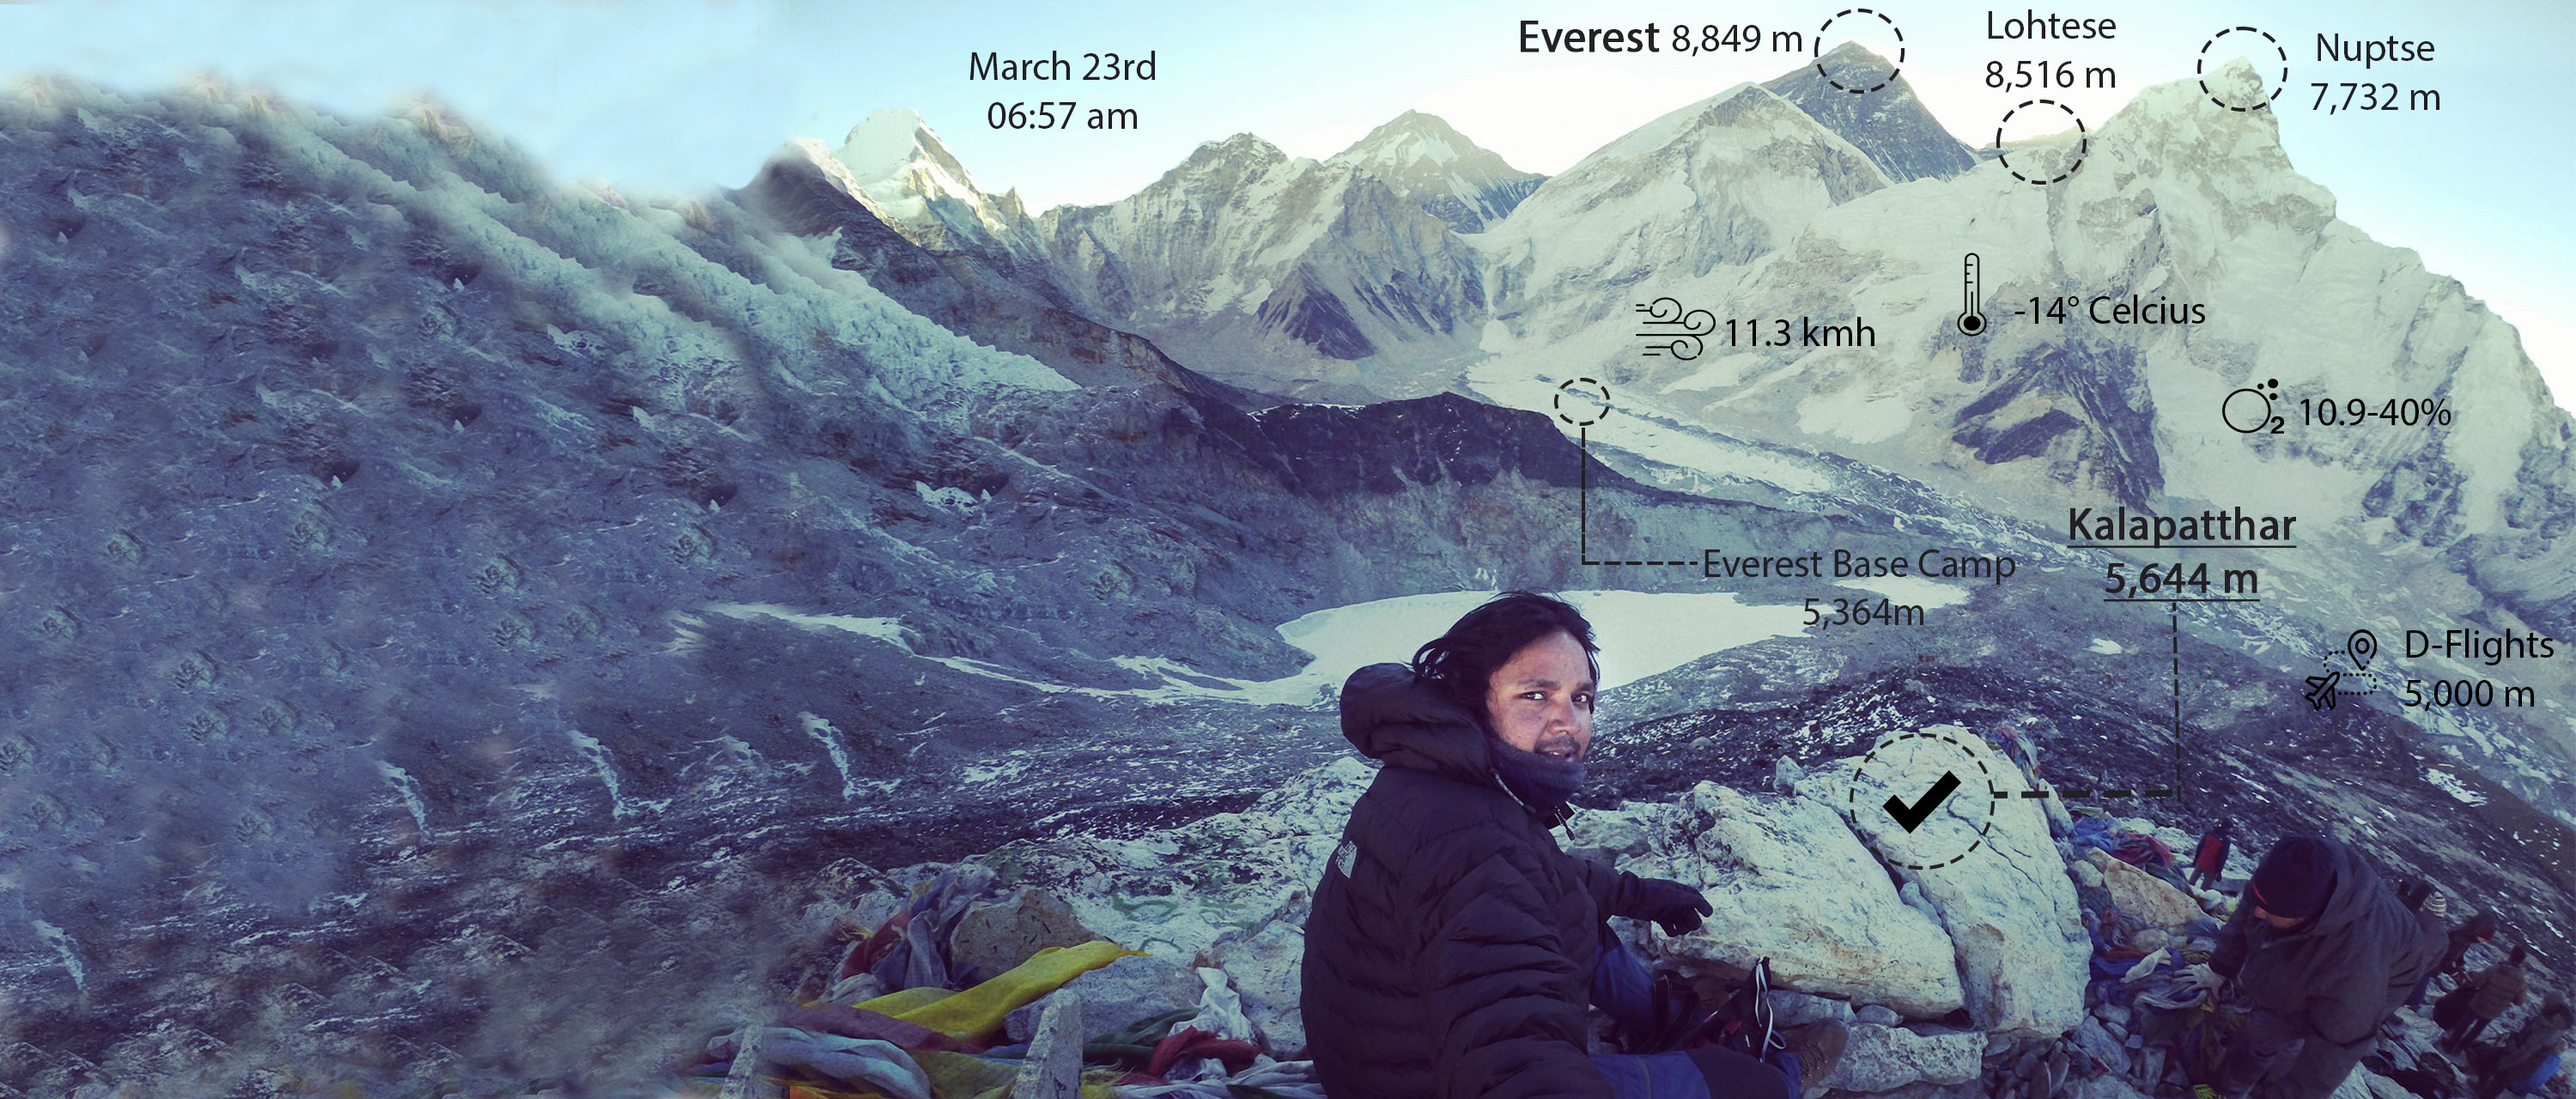 March 23rd
06:57 am
Everest 8,849 m
Lohtese
8,516 m
Nuptse
7,732 m
11.3 kmh
-14° Celcius
O2 10.9-40%
Everest Base Camp
5,364m
Kalapatthar
5,644 m
D-Flights
5,000 m